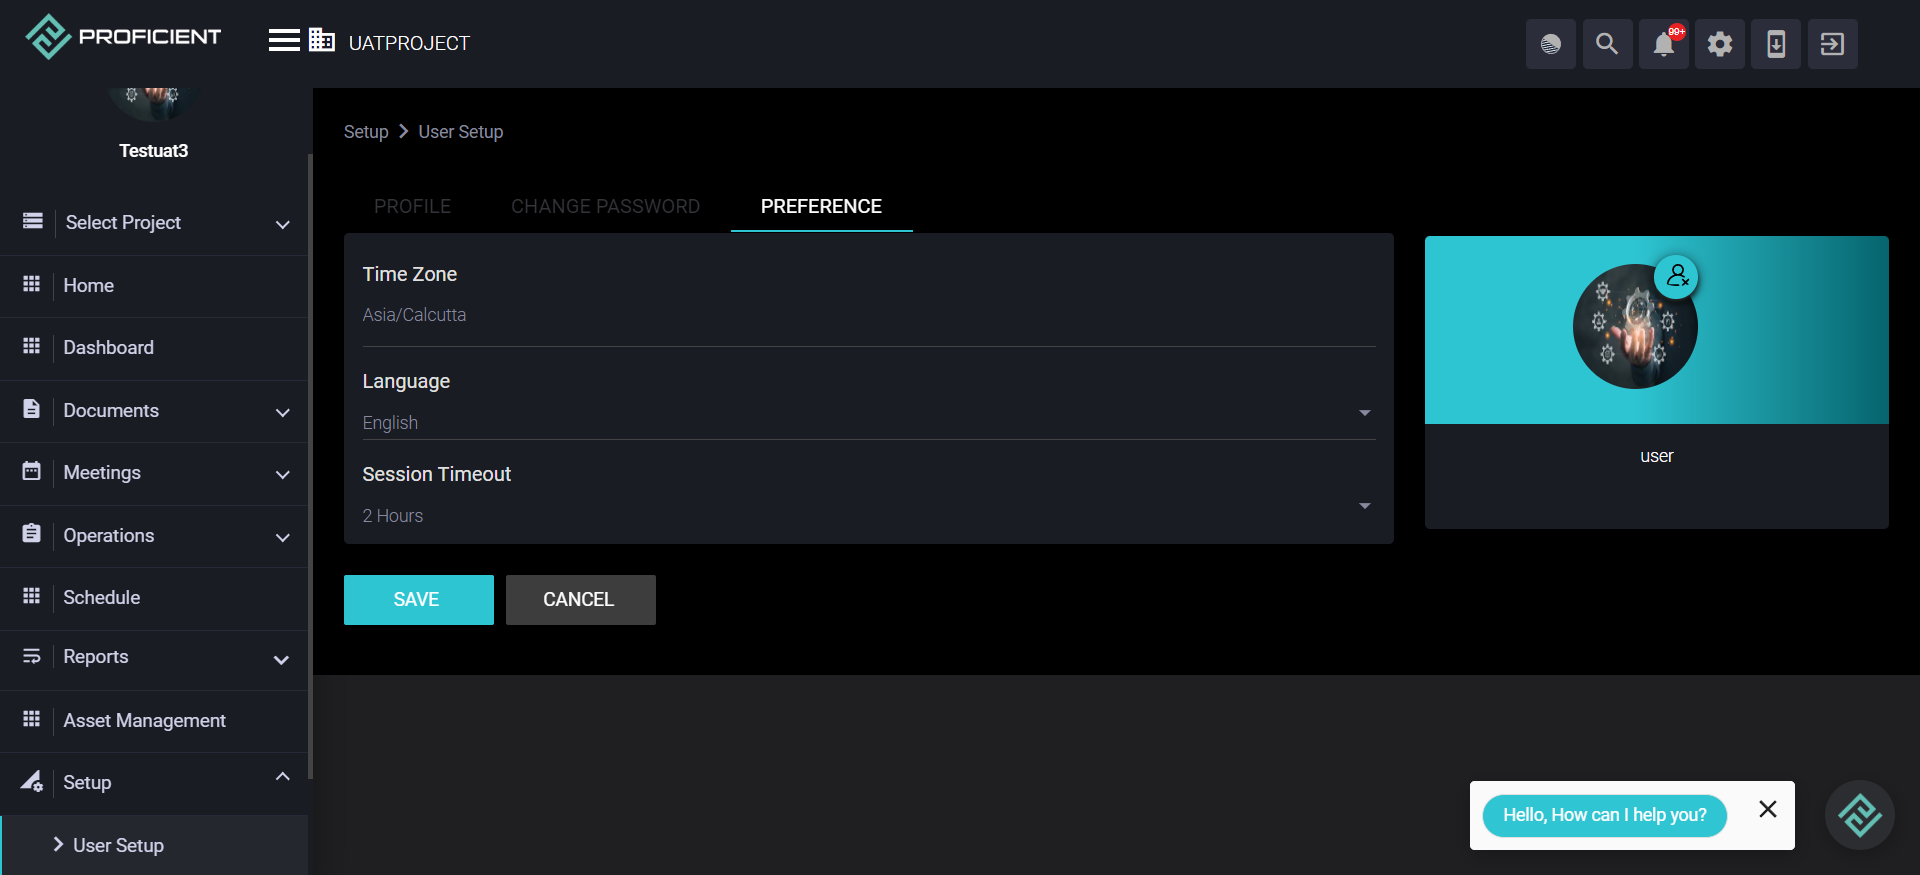 PROFICIENT
UATPROJECT
99+
Testuat3
Select Project
Home
Dashboard
Documents
Meetings
Operations
Schedule
Reports
Asset Management
Setup
User Setup
Setup > User Setup
PROFILE
CHANGE PASSWORD
PREFERENCE
Time Zone
Asia/Calcutta
Language
English
Session Timeout
2 Hours
SAVE
CANCEL
user
Hello, How can I help you?